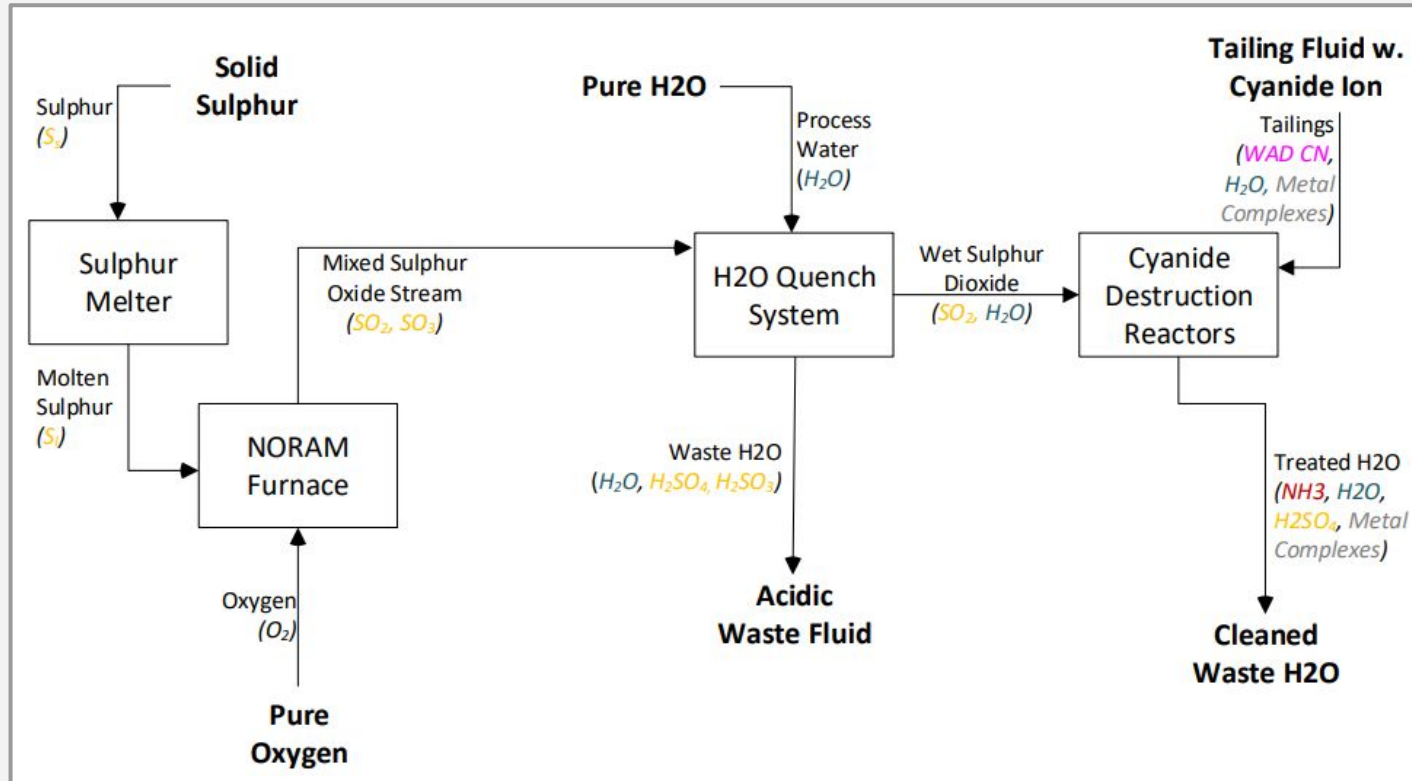 Solid
Sulphur
Sulphur
(Sₛ)
Sulphur
Melter
Molten
Sulphur
(Sₗ)
NORAM
Furnace
Oxygen
(O₂)
Pure
Oxygen
Mixed Sulphur
Oxide Stream
(SO₂, SO₃)
Pure H2O
Process
Water
(H₂O)
H2O Quench
System
Waste H2O
(H₂O, H₂SO₄, H₂SO₃)
Acidic
Waste Fluid
Wet Sulphur
Dioxide
(SO₂, H₂O)
Tailing Fluid w.
Cyanide Ion
Tailings
(WAD CN,
H₂O, Metal
Complexes)
Cyanide
Destruction
Reactors
Treated H2O
(NH3, H2O,
H2SO₄, Metal
Complexes)
Cleaned
Waste H2O